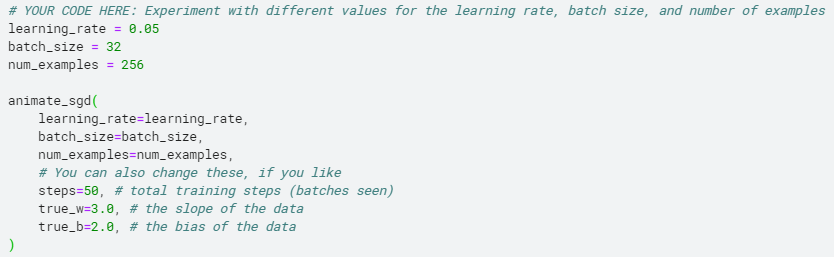 # YOUR CODE HERE: Experiment with different values for the learning rate, batch size, and number of examples
learning_rate = 0.05
batch_size = 32
num_examples = 256

animate_sgd(
    learning_rate=learning_rate,
    batch_size=batch_size,
    num_examples=num_examples,
    # You can also change these, if you like
    steps=50, # total training steps (batches seen)
    true_w=3.0, # the slope of the data
    true_b=2.0, # the bias of the data
)